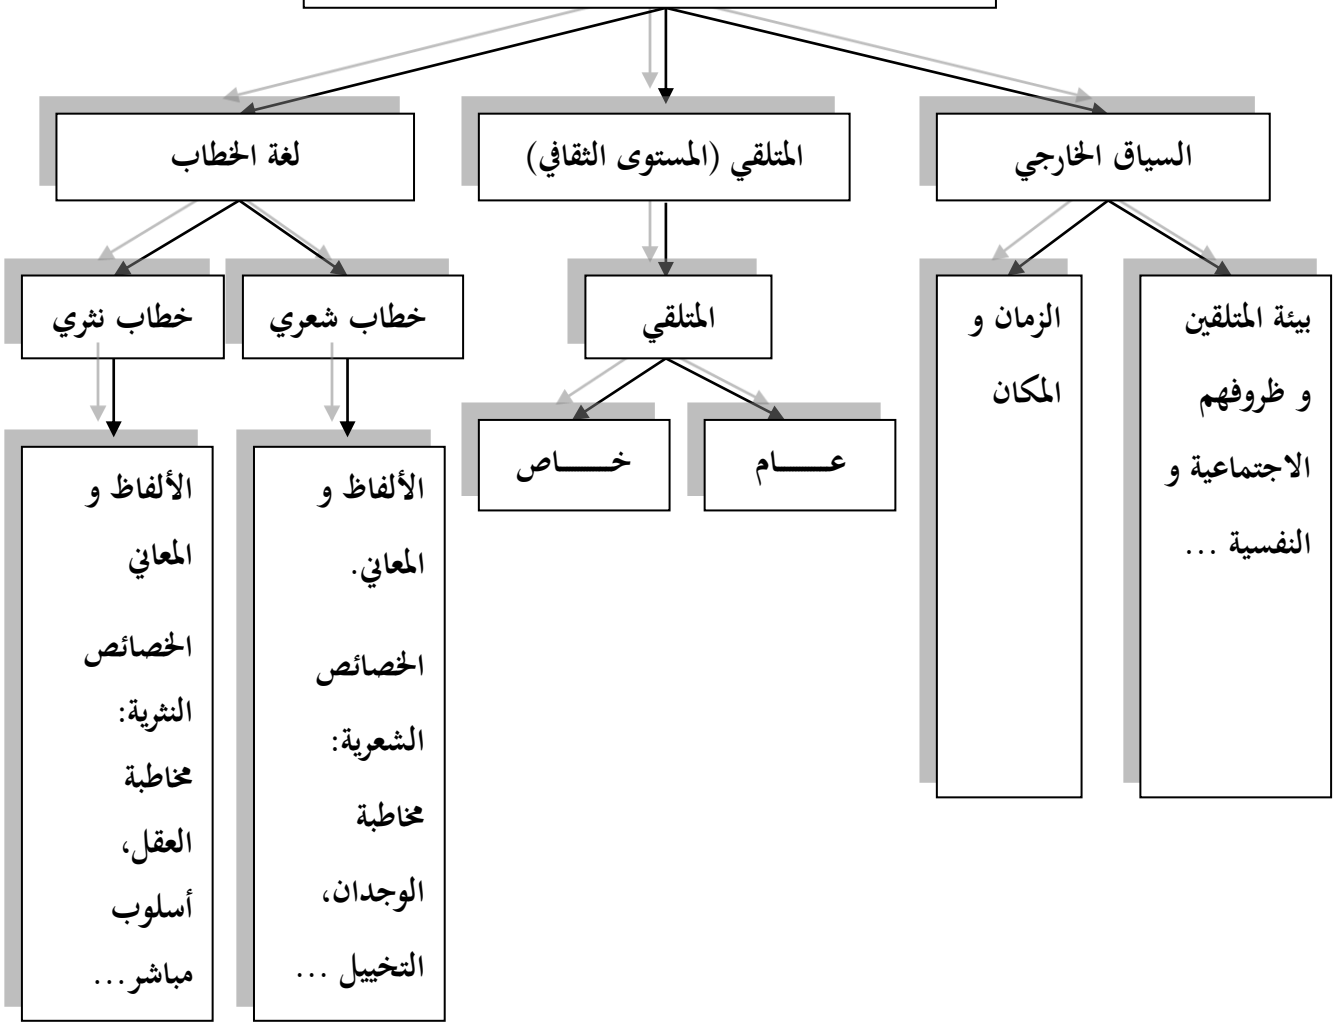 السياق الخارجي
المتلقي (المستوى الثقافي)
لغة الخطاب
بيئة المتلقين
و ظروفهم
الاجتماعية و
النفسية ...
الزمان و
المكان
المتلقي
عـــــام
خـــــاص
خطاب شعري
خطاب نثري
الألفاظ و
المعاني.
الخصائص
الشعرية:
مخاطبة
الوجدان،
التخييل ...
الألفاظ و
المعاني
الخصائص
النثرية:
مخاطبة
العقل،
أسلوب
مباشر...